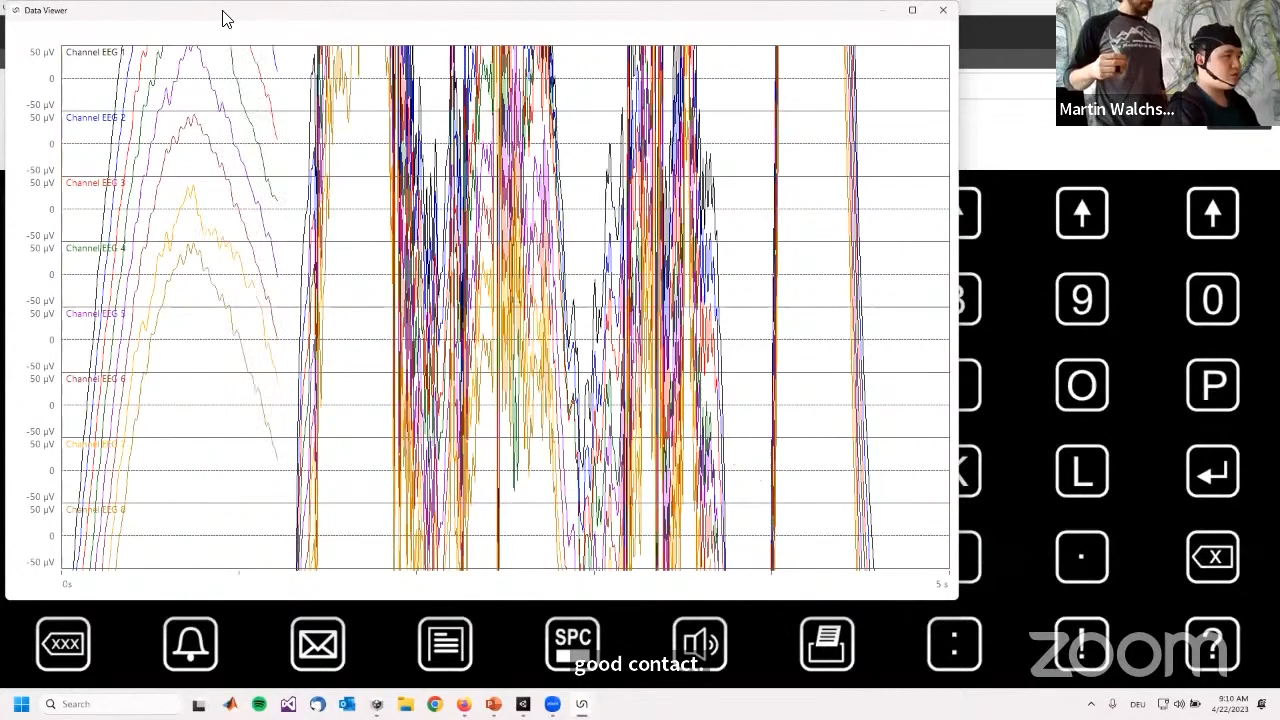 Data Viewer
50 µV
Channel EEG 1
0
-50 µV
50 µV
Channel EEG 2
0
-50 µV
50 µV
Channel EEG 3
0
-50 µV
50 µV
Channel EEG 4
0
-50 µV
50 µV
Channel EEG 5
0
-50 µV
50 µV
Channel EEG 6
0
-50 µV
50 µV
Channel EEG 7
0
-50 µV
50 µV
Channel EEG 8
0
-50 µV
0s
5 s
Martin Walchs...
9
0
O
P
K
L
.
X
XXX
SPC
:
!
?
good contact.
zoom
Search
DEU
9:10 AM
4/22/2023